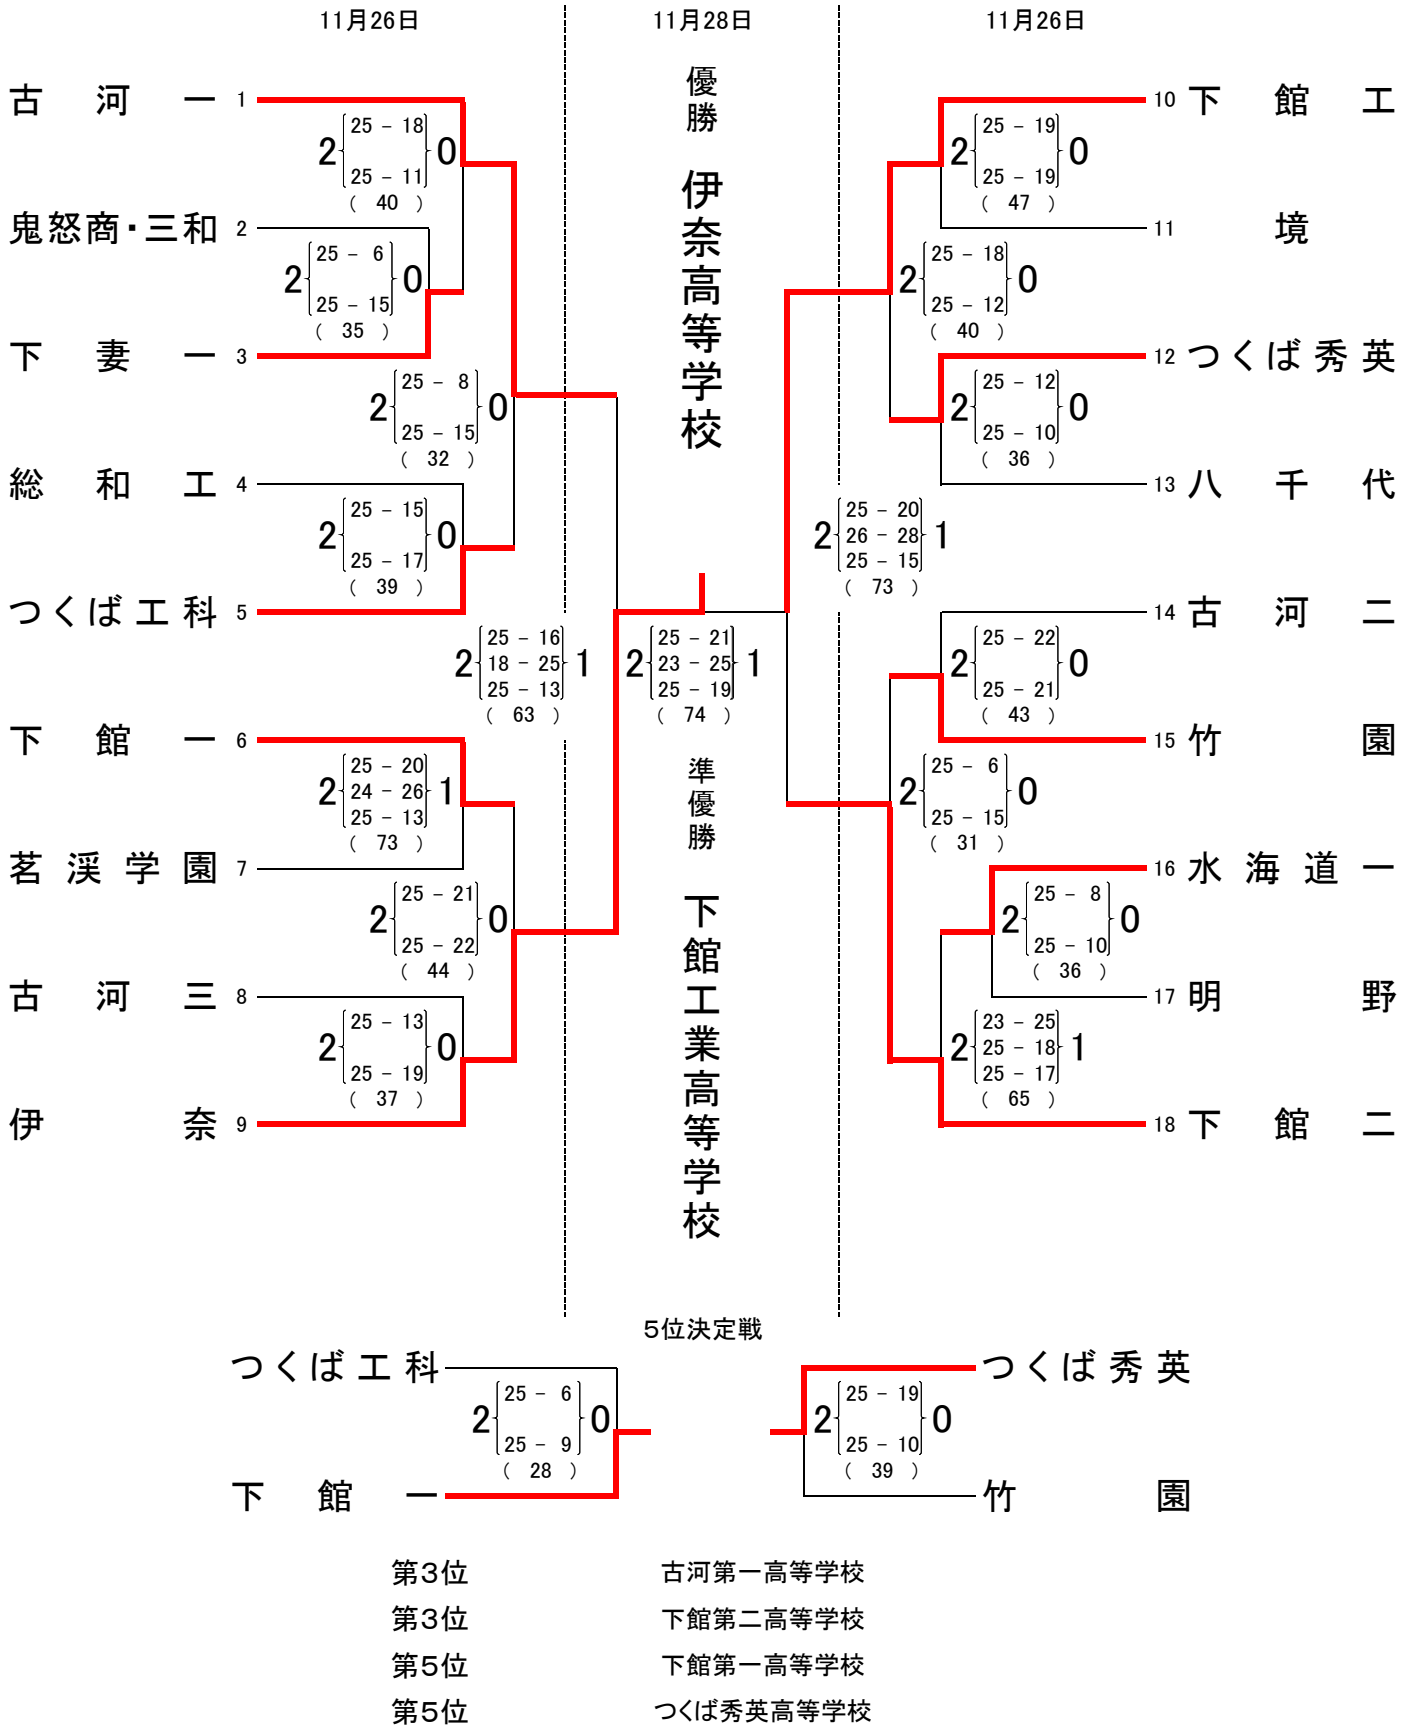 11月26日
11月28日
11月26日
優勝 伊奈高等学校
準優勝 下館工業高等学校
古河一 1
2 25 - 18 0
25 - 11
( 40 )
鬼怒商・三和 2
2 25 - 6 0
25 - 15
( 35 )
下妻一 3
2 25 - 8 0
25 - 15
( 32 )
総和工 4
2 25 - 15 0
25 - 17
( 39 )
つくば工科 5
2 25 - 16 1
18 - 25
25 - 13
( 63 )
下館一 6
2 25 - 20 1
24 - 26
25 - 13
( 73 )
茗溪学園 7
2 25 - 21 0
25 - 22
( 44 )
古河三 8
2 25 - 13 0
25 - 19
( 37 )
伊奈 9
2 25 - 21 1
23 - 25
25 - 19
( 74 )
10 下館工
2 25 - 19 0
25 - 19
( 47 )
11 境
2 25 - 18 0
25 - 12
( 40 )
12 つくば秀英
2 25 - 12 0
25 - 10
( 36 )
13 八千代
2 25 - 20 1
26 - 28
25 - 15
( 73 )
14 古河二
2 25 - 22 0
25 - 21
( 43 )
15 竹園
2 25 - 6 0
25 - 15
( 31 )
16 水海道一
2 25 - 8 0
25 - 10
( 36 )
17 明野
2 23 - 25 1
25 - 18
25 - 17
( 65 )
18 下館二
5位決定戦
つくば工科
2 25 - 6 0
25 - 9
( 28 )
下館一
つくば秀英
2 25 - 19 0
25 - 10
( 39 )
竹園
第3位 古河第一高等学校
第3位 下館第二高等学校
第5位 下館第一高等学校
第5位 つくば秀英高等学校